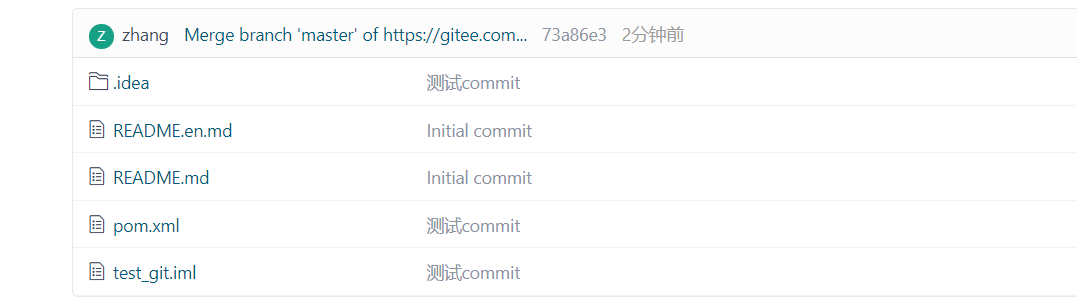 Z zhang Merge branch 'master' of https://gitee.com... 73a86e3 2分钟前
.idea 测试commit
README.en.md Initial commit
README.md Initial commit
pom.xml 测试commit
test_git.iml 测试commit